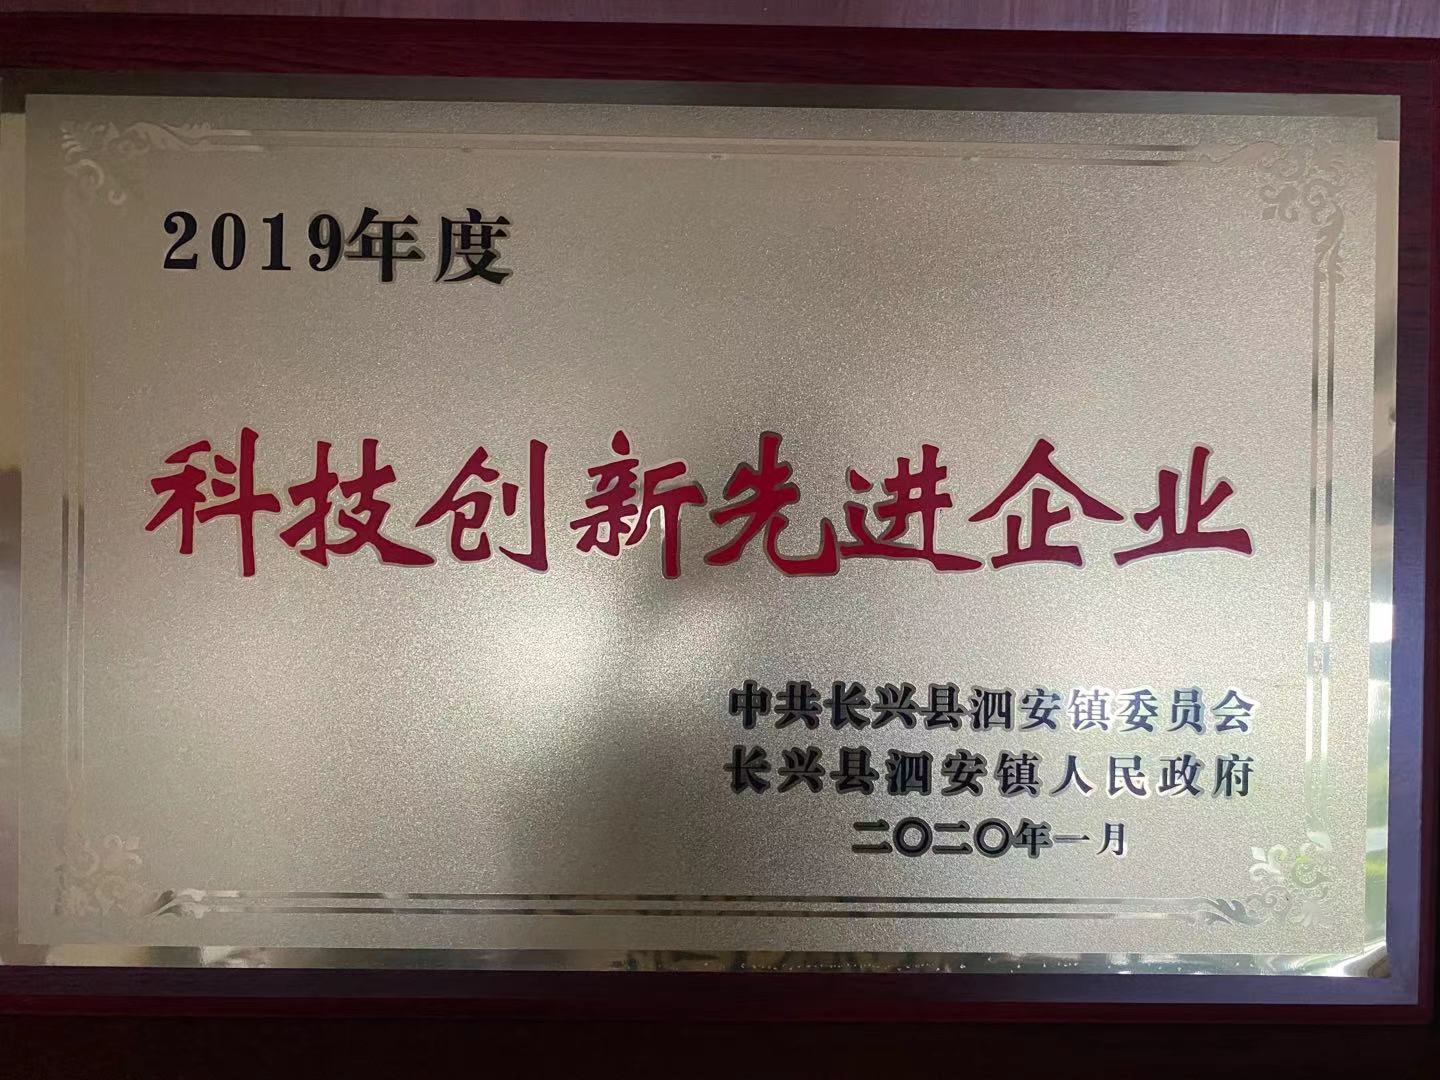 2019年度
科技创新先进企业
中共长兴县泗安镇委员会
长兴县泗安镇人民政府
二〇二〇年一月